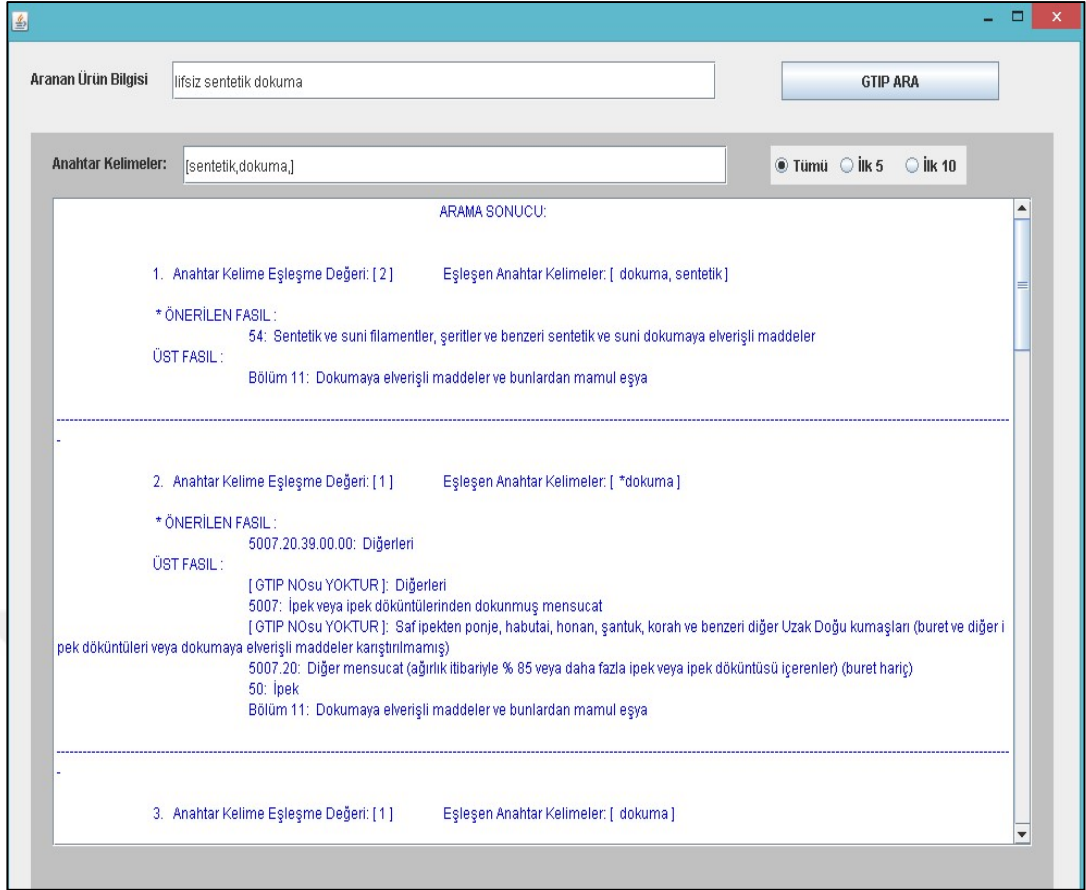 Aranan Ürün Bilgisi lifsiz sentetik dokuma GTIP ARA
Anahtar Kelimeler: [sentetik,dokuma,] Tümü İlk 5 İlk 10
ARAMA SONUCU:
1. Anahtar Kelime Eşleşme Değeri: [ 2 ] Eşleşen Anahtar Kelimeler: [ dokuma, sentetik ]
* ÖNERİLEN FASIL :
54: Sentetik ve suni filamentler, şeritler ve benzeri sentetik ve suni dokumaya elverişli maddeler
ÜST FASIL :
Bölüm 11: Dokumaya elverişli maddeler ve bunlardan mamul eşya
-
2. Anahtar Kelime Eşleşme Değeri: [ 1 ] Eşleşen Anahtar Kelimeler: [ *dokuma ]
* ÖNERİLEN FASIL :
5007.20.39.00.00: Diğerleri
ÜST FASIL :
[ GTIP NOsu YOKTUR ]: Diğerleri
5007: İpek veya ipek döküntülerinden dokunmuş mensucat
[ GTIP NOsu YOKTUR ]: Saf ipekten ponje, habutai, honan, şantuk, korah ve benzeri diğer Uzak Doğu kumaşları (buret ve diğer i
pek döküntüleri veya dokumaya elverişli maddeler karıştırılmamış)
5007.20: Diğer mensucat (ağırlık itibariyle % 85 veya daha fazla ipek veya ipek döküntüsü içerenler) (buret hariç)
50: İpek
Bölüm 11: Dokumaya elverişli maddeler ve bunlardan mamul eşya
-
3. Anahtar Kelime Eşleşme Değeri: [ 1 ] Eşleşen Anahtar Kelimeler: [ dokuma ]